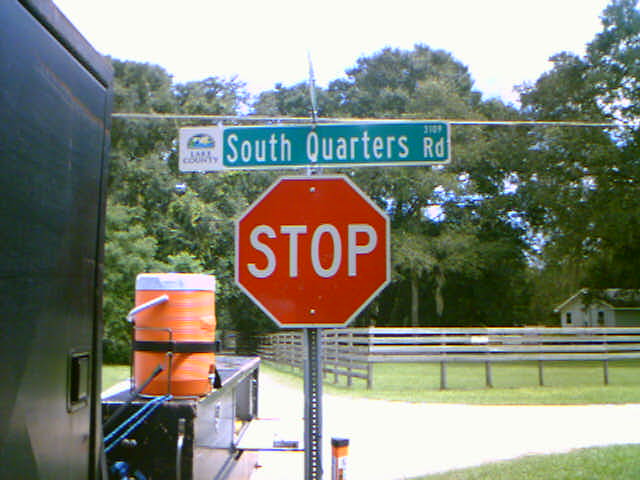 3109
LAKE
COUNTY
South Quarters Rd
STOP